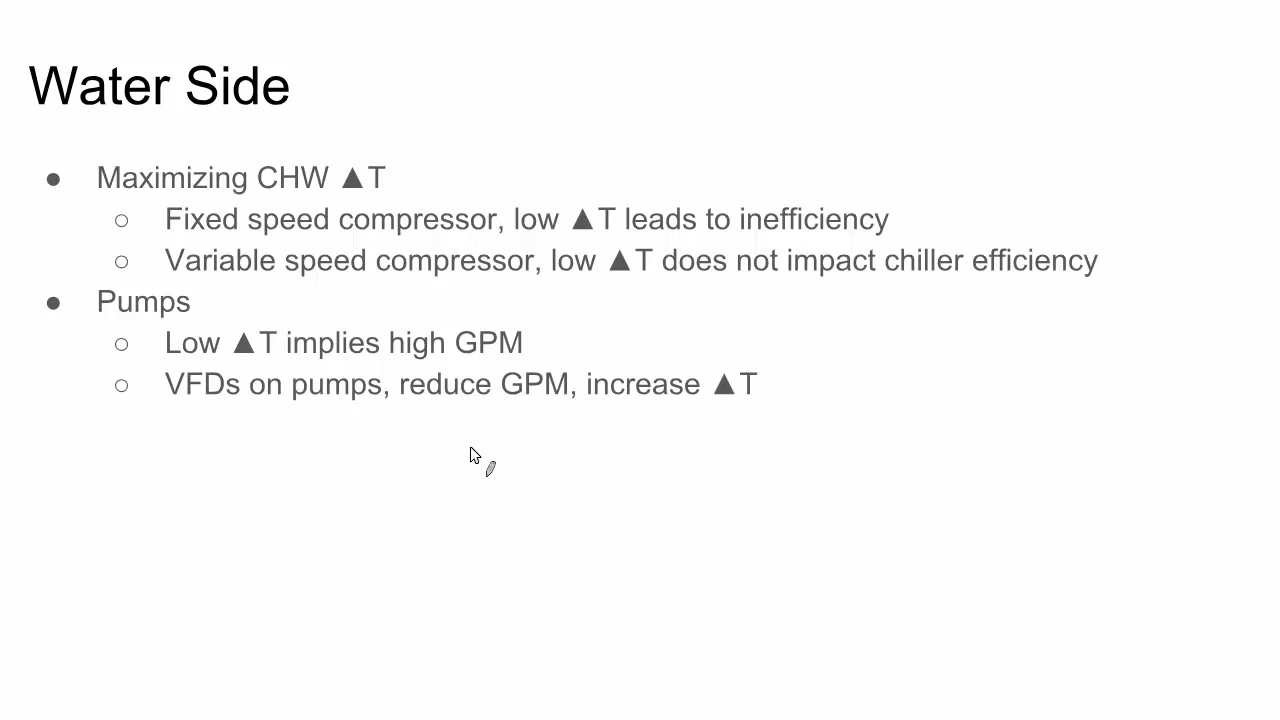 Water Side
● Maximizing CHW ▲T
○ Fixed speed compressor, low ▲T leads to inefficiency
○ Variable speed compressor, low ▲T does not impact chiller efficiency
● Pumps
○ Low ▲T implies high GPM
○ VFDs on pumps, reduce GPM, increase ▲T